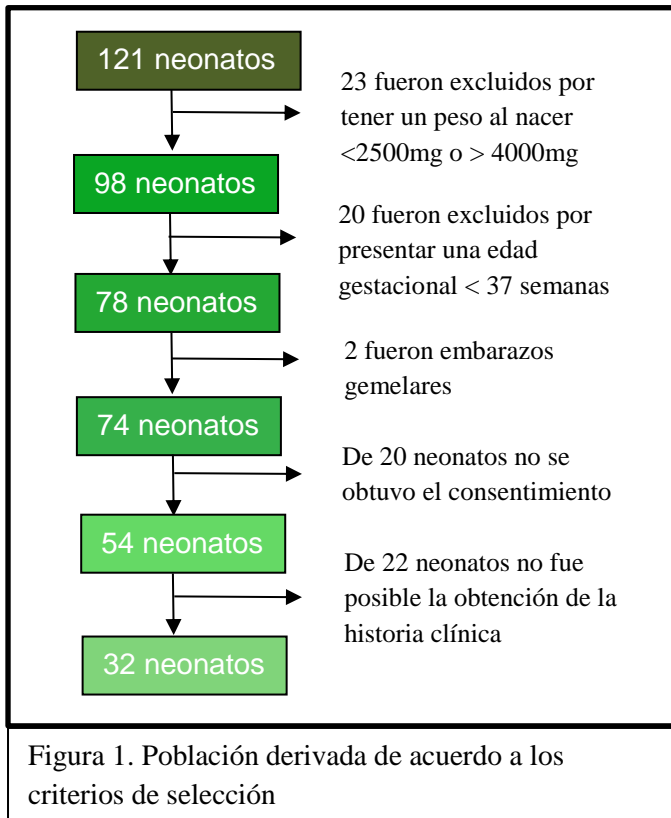 121 neonatos
23 fueron excluidos por
tener un peso al nacer
<2500mg o > 4000mg
98 neonatos
20 fueron excluidos por
presentar una edad
gestacional < 37 semanas
78 neonatos
2 fueron embarazos
gemelares
74 neonatos
De 20 neonatos no se
obtuvo el consentimiento
54 neonatos
De 22 neonatos no fue
posible la obtención de la
historia clínica
32 neonatos
Figura 1. Población derivada de acuerdo a los
criterios de selección